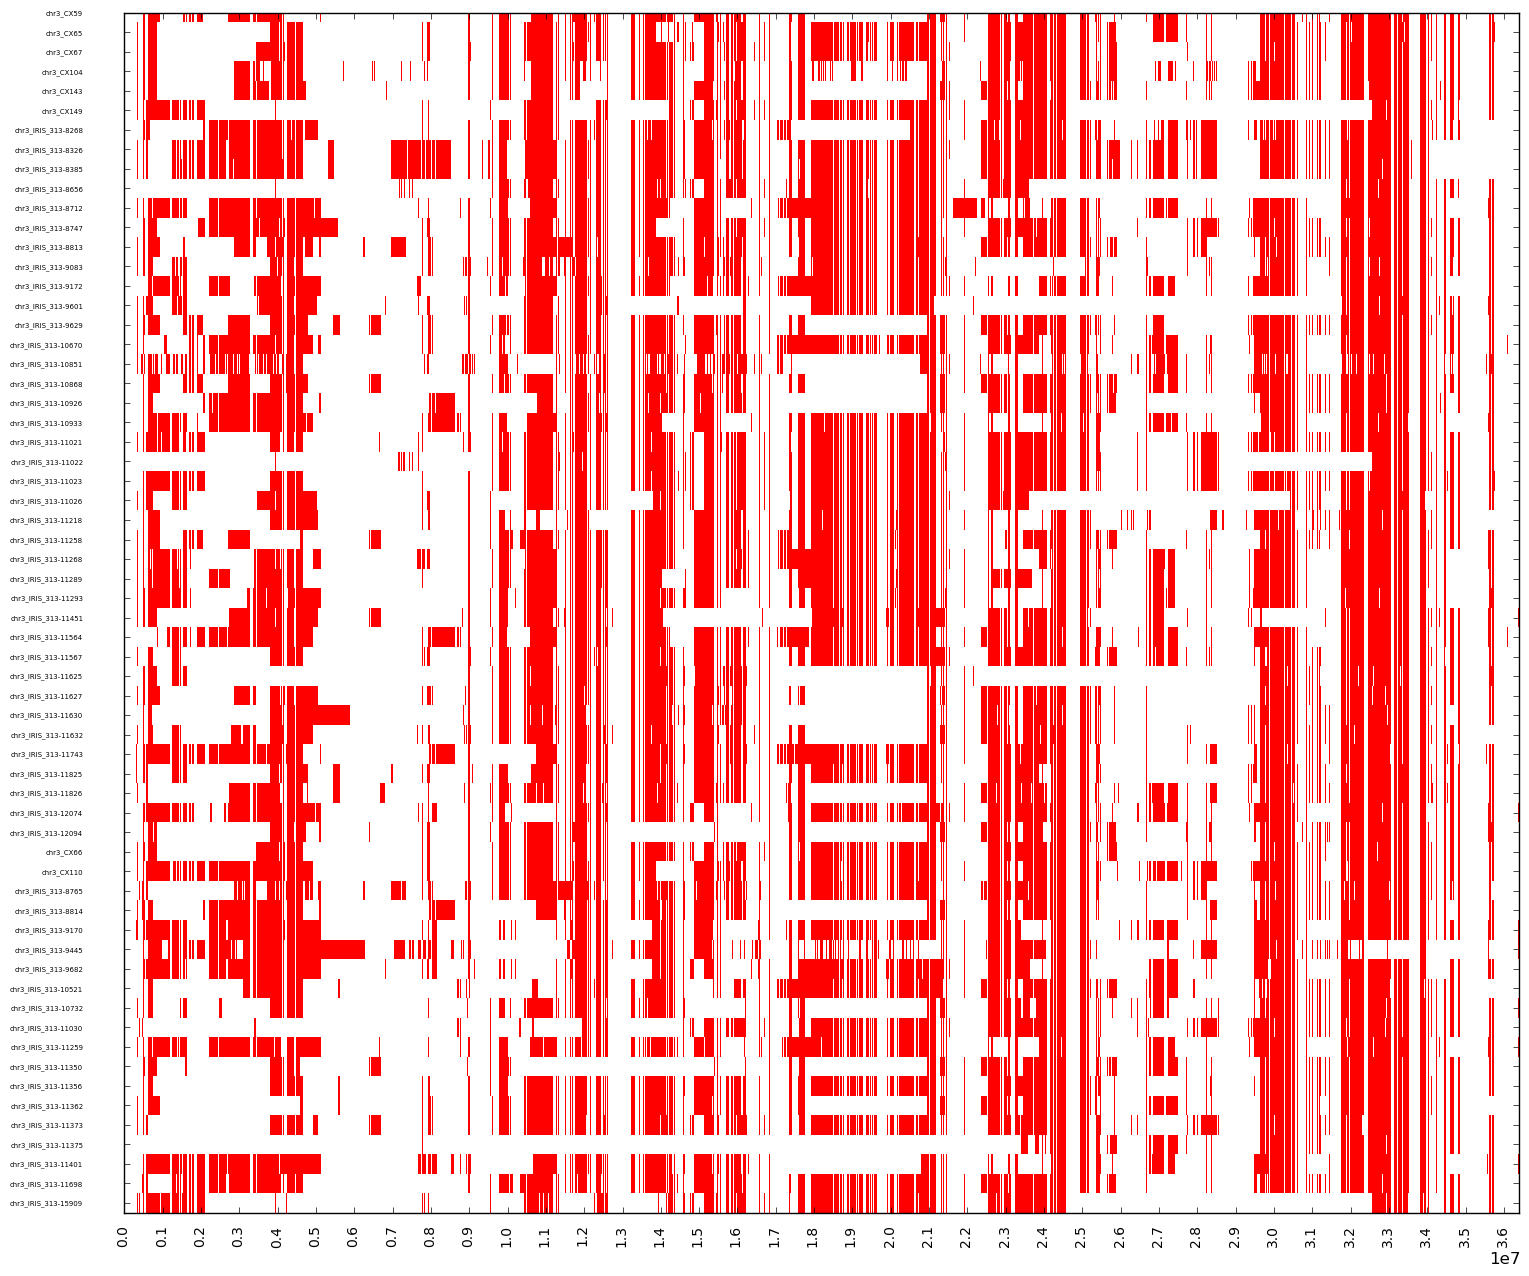 chr3_CX59
chr3_CX65
chr3_CX67
chr3_CX104
chr3_CX143
chr3_CX149
chr3_IRIS_313-8268
chr3_IRIS_313-8326
chr3_IRIS_313-8385
chr3_IRIS_313-8656
chr3_IRIS_313-8712
chr3_IRIS_313-8747
chr3_IRIS_313-8813
chr3_IRIS_313-9083
chr3_IRIS_313-9172
chr3_IRIS_313-9601
chr3_IRIS_313-9629
chr3_IRIS_313-10670
chr3_IRIS_313-10851
chr3_IRIS_313-10868
chr3_IRIS_313-10926
chr3_IRIS_313-10933
chr3_IRIS_313-11021
chr3_IRIS_313-11022
chr3_IRIS_313-11023
chr3_IRIS_313-11026
chr3_IRIS_313-11218
chr3_IRIS_313-11258
chr3_IRIS_313-11268
chr3_IRIS_313-11289
chr3_IRIS_313-11293
chr3_IRIS_313-11451
chr3_IRIS_313-11564
chr3_IRIS_313-11567
chr3_IRIS_313-11625
chr3_IRIS_313-11627
chr3_IRIS_313-11630
chr3_IRIS_313-11632
chr3_IRIS_313-11743
chr3_IRIS_313-11825
chr3_IRIS_313-11826
chr3_IRIS_313-12074
chr3_IRIS_313-12094
chr3_CX66
chr3_CX110
chr3_IRIS_313-8765
chr3_IRIS_313-8814
chr3_IRIS_313-9170
chr3_IRIS_313-9445
chr3_IRIS_313-9682
chr3_IRIS_313-10521
chr3_IRIS_313-10732
chr3_IRIS_313-11030
chr3_IRIS_313-11259
chr3_IRIS_313-11350
chr3_IRIS_313-11356
chr3_IRIS_313-11362
chr3_IRIS_313-11373
chr3_IRIS_313-11375
chr3_IRIS_313-11401
chr3_IRIS_313-11698
chr3_IRIS_313-15909
0.0 0.1 0.2 0.3 0.4 0.5 0.6 0.7 0.8 0.9 1.0 1.1 1.2 1.3 1.4 1.5 1.6 1.7 1.8 1.9 2.0 2.1 2.2 2.3 2.4 2.5 2.6 2.7 2.8 2.9 3.0 3.1 3.2 3.3 3.4 3.5 3.6
1e7